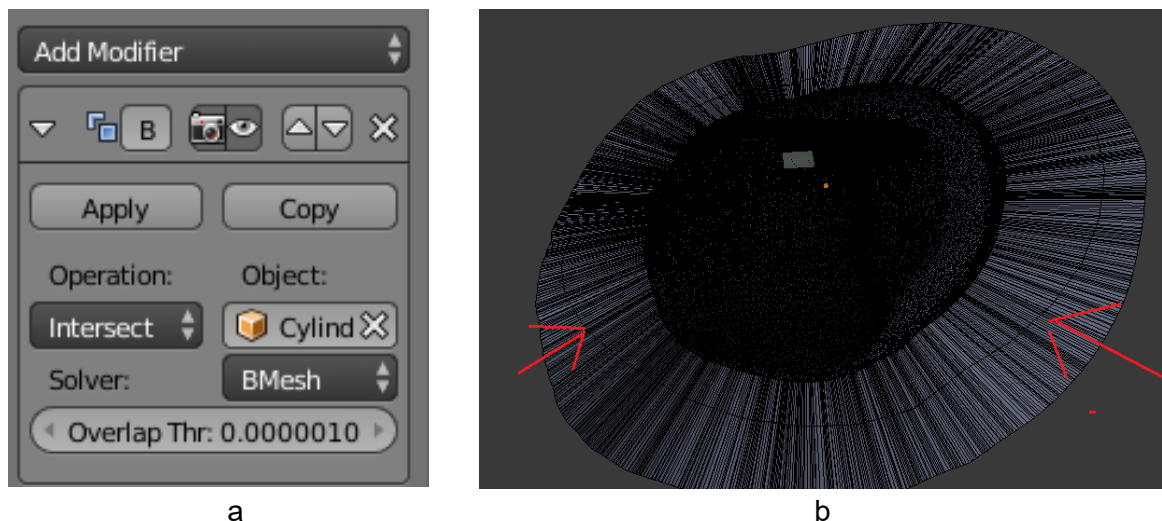 Add Modifier
B
Apply Copy
Operation: Object:
Intersect Cylind
Solver: BMesh
Overlap Thr: 0.0000010
a b